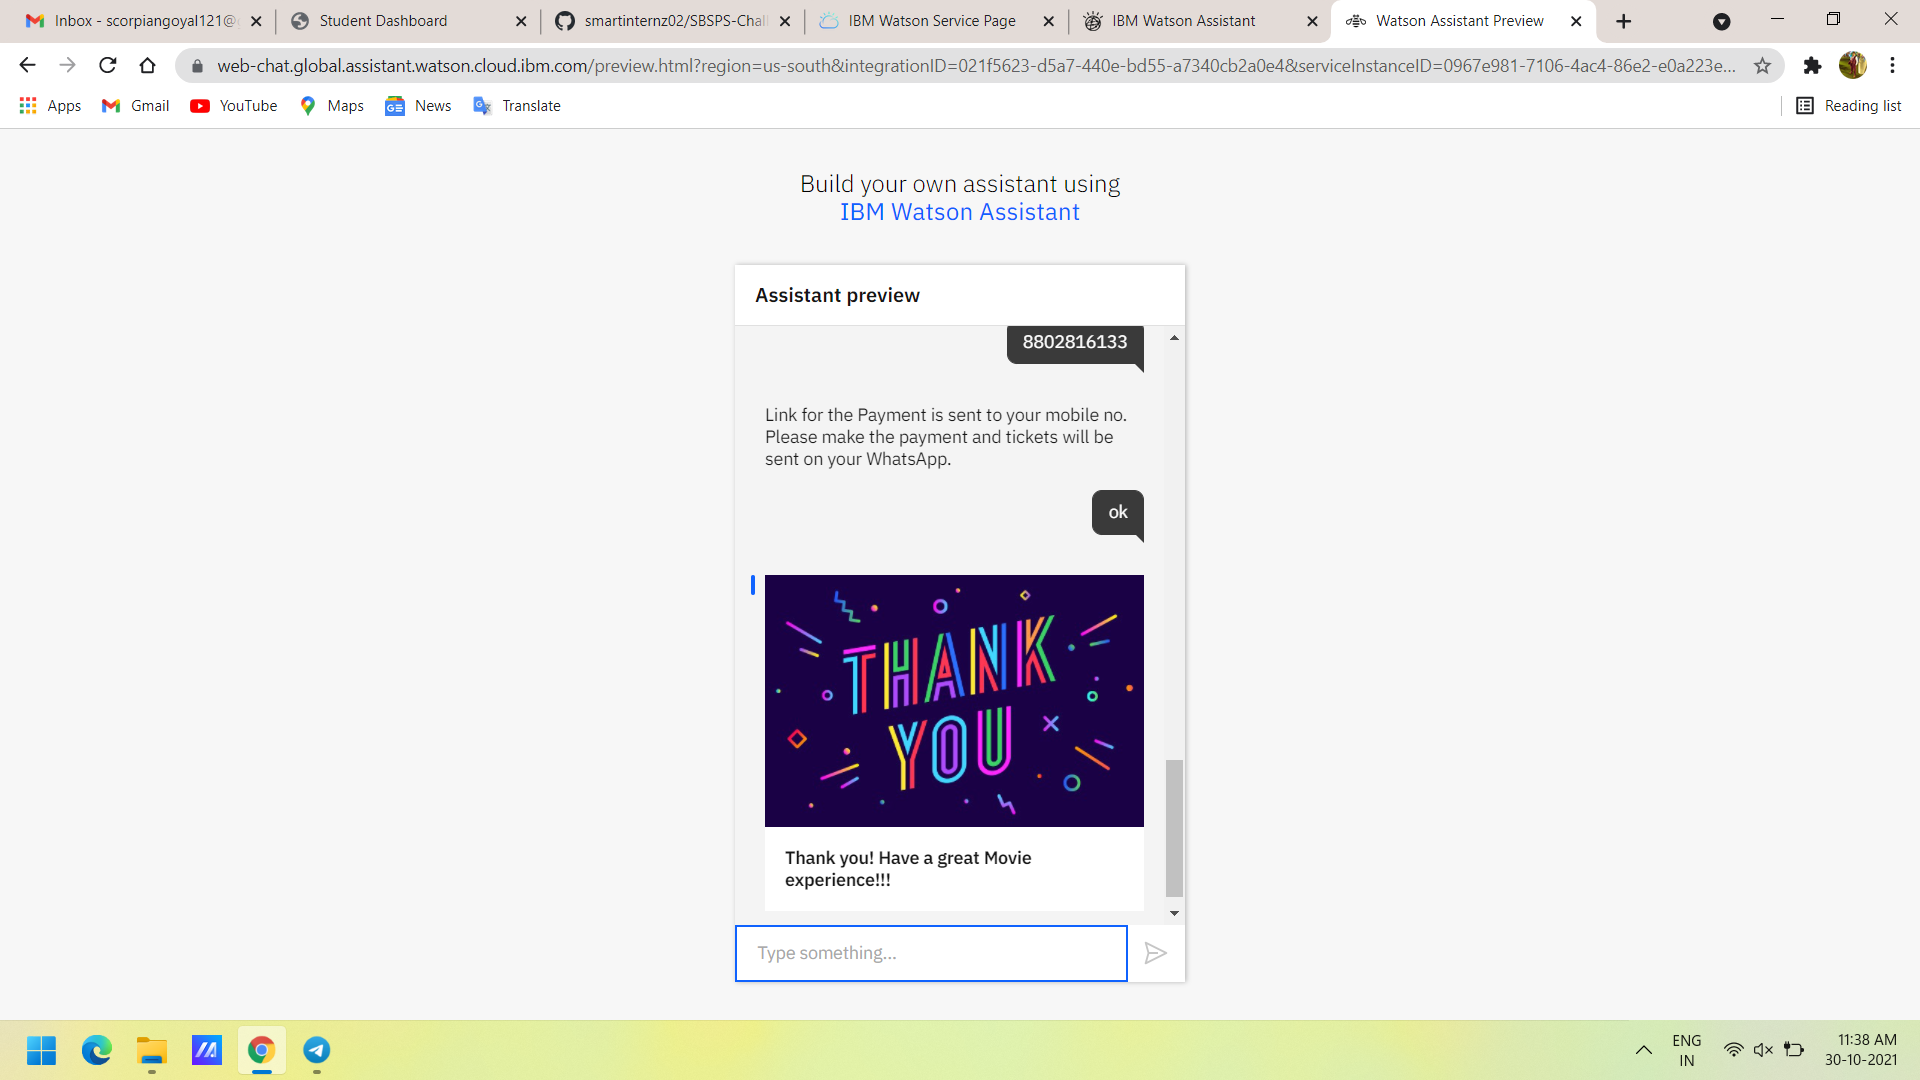 Inbox - scorpiangoyal121@
Student Dashboard
smartinternz02/SBSPS-Chal
IBM Watson Service Page
IBM Watson Assistant
Watson Assistant Preview
web-chat.global.assistant.watson.cloud.ibm.com/preview.html?region=us-south&integrationID=021f5623-d5a7-440e-bd55-a7340cb2a0e4&serviceInstanceID=0967e981-7106-4ac4-86e2-e0a223e...
Apps
Gmail
YouTube
Maps
News
Translate
Reading list
Build your own assistant using
IBM Watson Assistant
Assistant preview
8802816133
Link for the Payment is sent to your mobile no.
Please make the payment and tickets will be
sent on your WhatsApp.
ok
THANK
YOU
Thank you! Have a great Movie
experience!!!
Type something...
ENG
IN
11:38 AM
30-10-2021